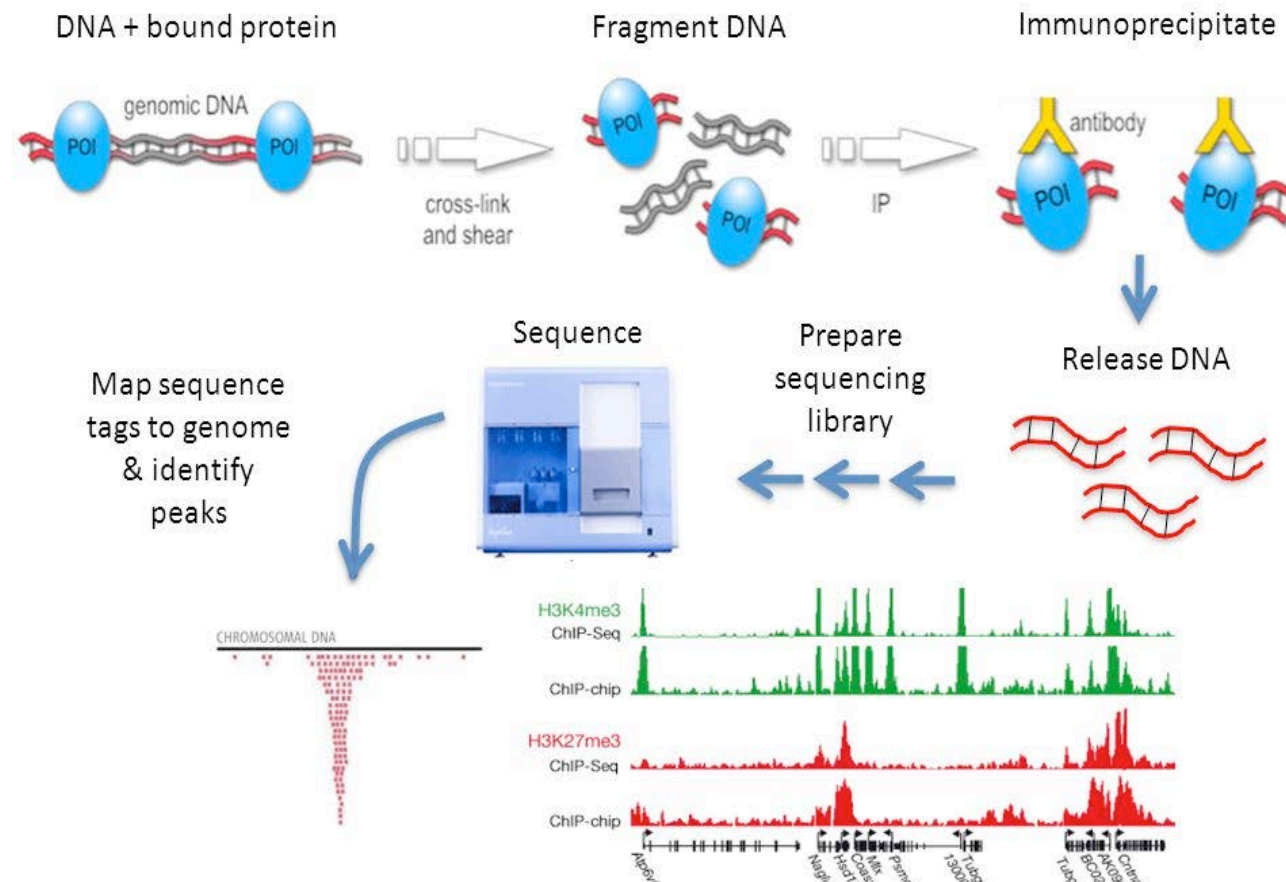 DNA + bound protein
Fragment DNA
Immunoprecipitate
genomic DNA
POI
POI
cross-link
and shear
POI
POI
IP
antibody
POI
POI
Release DNA
Prepare
sequencing
library
Sequence
Map sequence
tags to genome
& identify
peaks
CHROMOSOMAL DNA
H3K4me3
ChIP-Seq
ChIP-chip
H3K27me3
ChIP-Seq
ChIP-chip